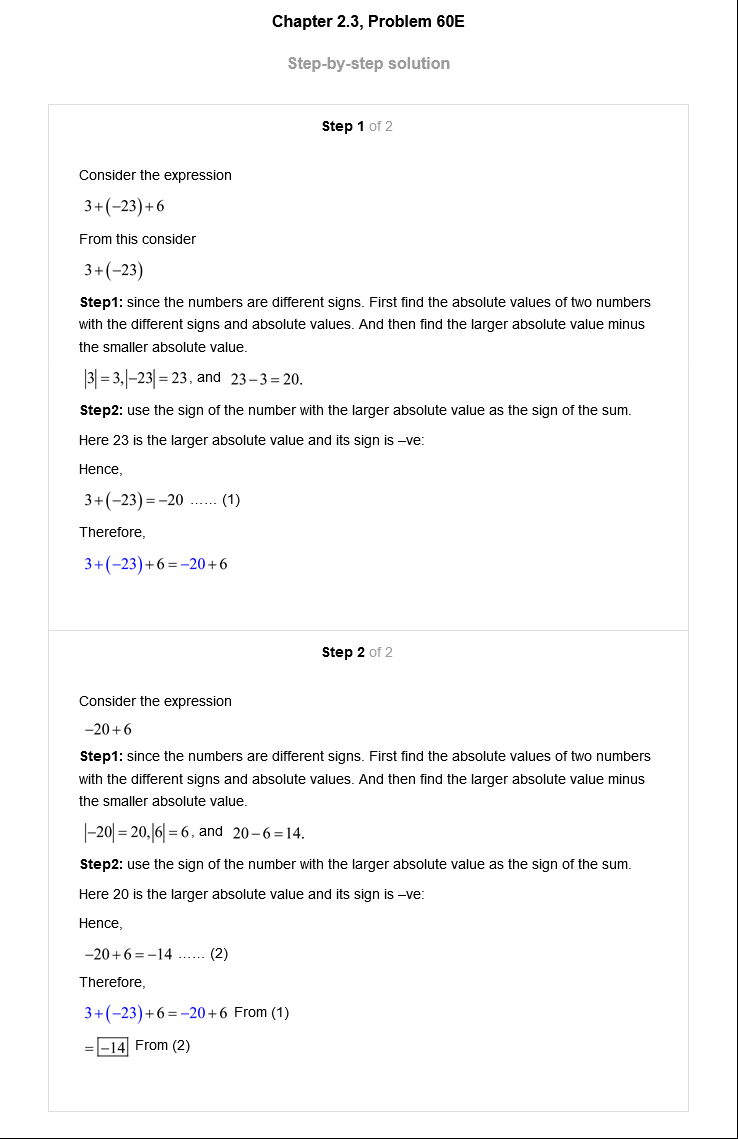 Chapter 2.3, Problem 60E
Step-by-step solution
Step 1 of 2
Consider the expression
3+(−23)+6
From this consider
3+(−23)
Step1: since the numbers are different signs. First find the absolute values of two numbers
with the different signs and absolute values. And then find the larger absolute value minus
the smaller absolute value.
|3|=3,|−23|=23, and 23−3=20.
Step2: use the sign of the number with the larger absolute value as the sign of the sum.
Here 23 is the larger absolute value and its sign is –ve:
Hence,
3+(−23)=−20 ...... (1)
Therefore,
3+(−23)+6=−20+6
Step 2 of 2
Consider the expression
−20+6
Step1: since the numbers are different signs. First find the absolute values of two numbers
with the different signs and absolute values. And then find the larger absolute value minus
the smaller absolute value.
|−20|=20,|6|=6, and 20−6=14.
Step2: use the sign of the number with the larger absolute value as the sign of the sum.
Here 20 is the larger absolute value and its sign is –ve:
Hence,
−20+6=−14 ...... (2)
Therefore,
3+(−23)+6=−20+6 From (1)
= −14 From (2)